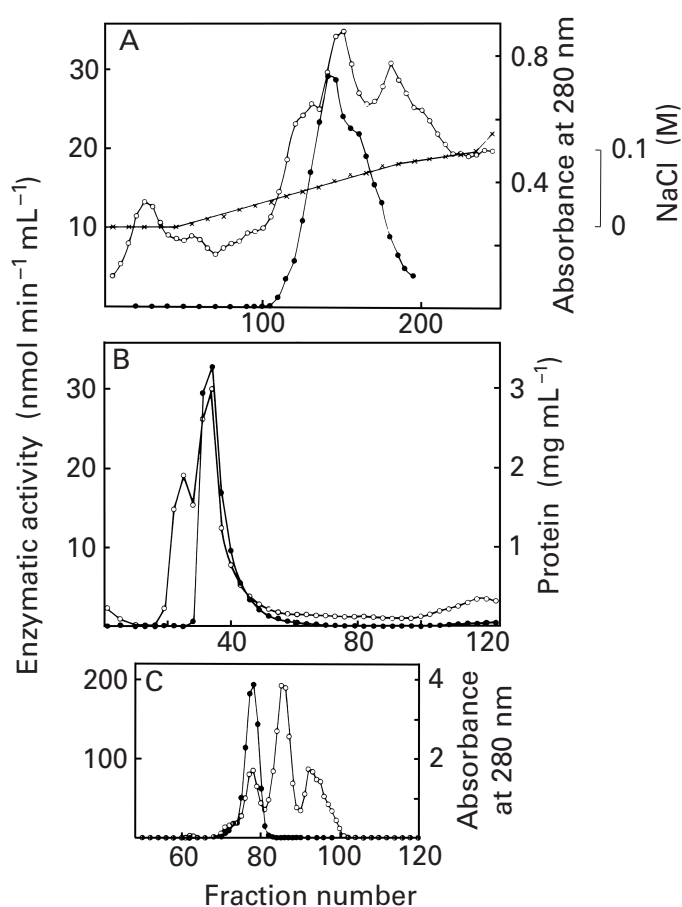 A
30
20
10
100
200
0.8
0.4
Absorbance at 280 nm
0.1
0
NaCl (M)
B
30
20
10
40
80
120
3
2
1
Protein (mg mL⁻¹)
Enzymatic activity (nmol min⁻¹ mL⁻¹)
C
200
100
60
80
100
120
4
2
Absorbance
at 280 nm
Fraction number